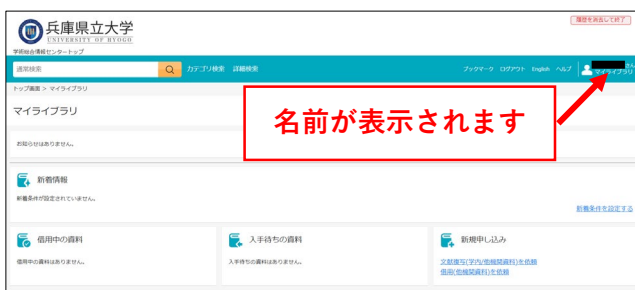 兵庫県立大学
UNIVERSITY OF HYOGO
履歴を消去して終了
学術総合情報センタートップ
通常検索
カテゴリ検索 詳細検索
ブックマーク ログアウト English ヘルプ
さん
マイライブラリ
トップ画面 > マイライブラリ
マイライブラリ
名前が表示されます
お知らせはありません。
新着情報
新着条件が設定されていません。
新着条件を設定する
借用中の資料
入手待ちの資料
新規申し込み
借用中の資料はありません。
入手待ちの資料はありません。
文献複写(学内/他機関資料)を依頼
借用(他機関資料)を依頼